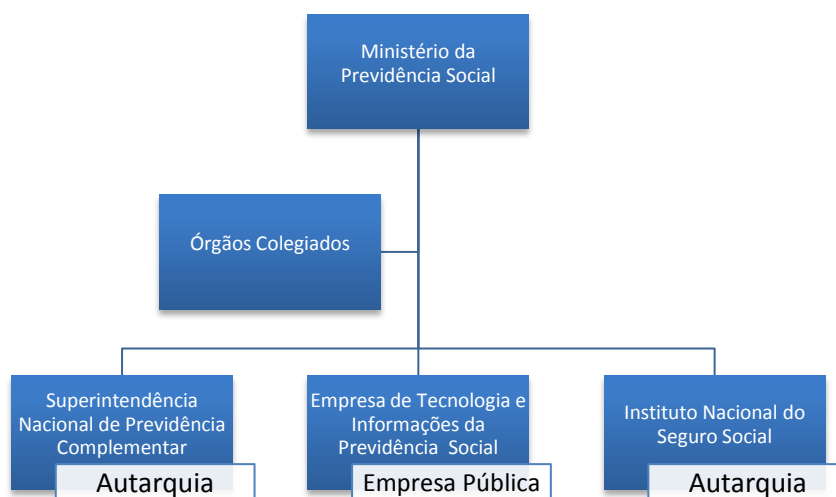 Ministério da
Previdência Social
Órgãos Colegiados
Superintendência
Nacional de Previdência
Complementar
Autarquia
Empresa de Tecnologia e
Informações da
Previdência Social
Empresa Pública
Instituto Nacional do
Seguro Social
Autarquia